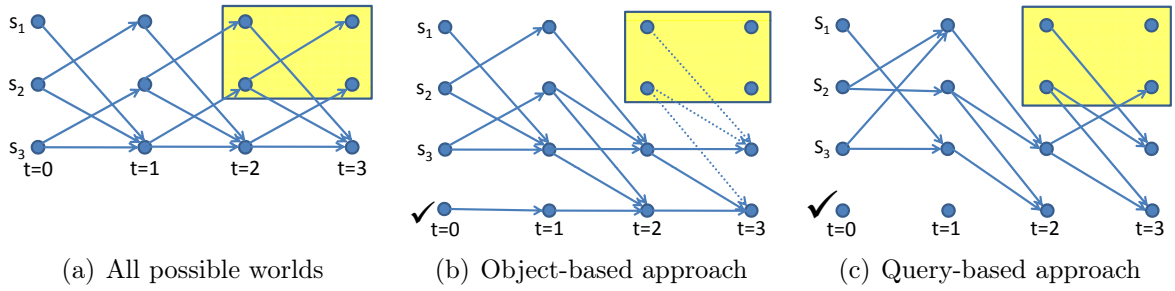 s1
s2
s3
t=0 t=1 t=2 t=3
(a) All possible worlds
s1
s2
s3
✓
t=0 t=1 t=2 t=3
(b) Object-based approach
s1
s2
s3
✓
t=0 t=1 t=2 t=3
(c) Query-based approach